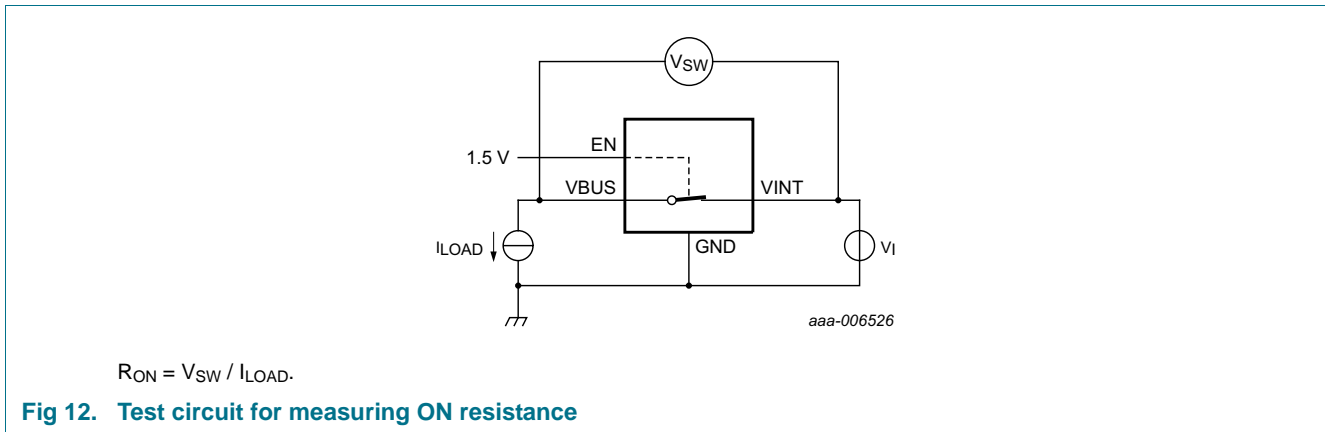 VSW
EN
1.5 V
VBUS
VINT
ILOAD
GND
VI
aaa-006526
RON = VSW / ILOAD.
Fig 12. Test circuit for measuring ON resistance